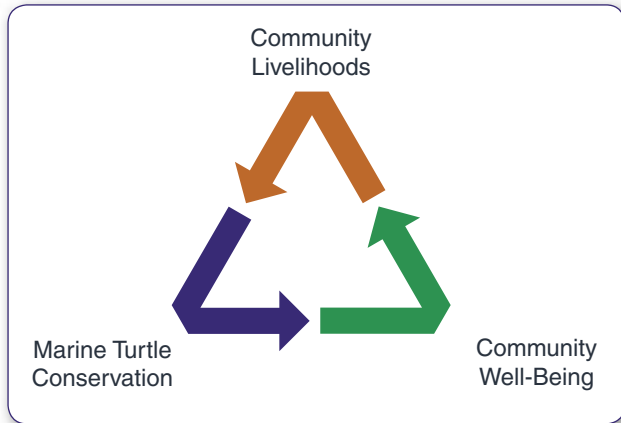 Community
Livelihoods
Marine Turtle
Conservation
Community
Well-Being